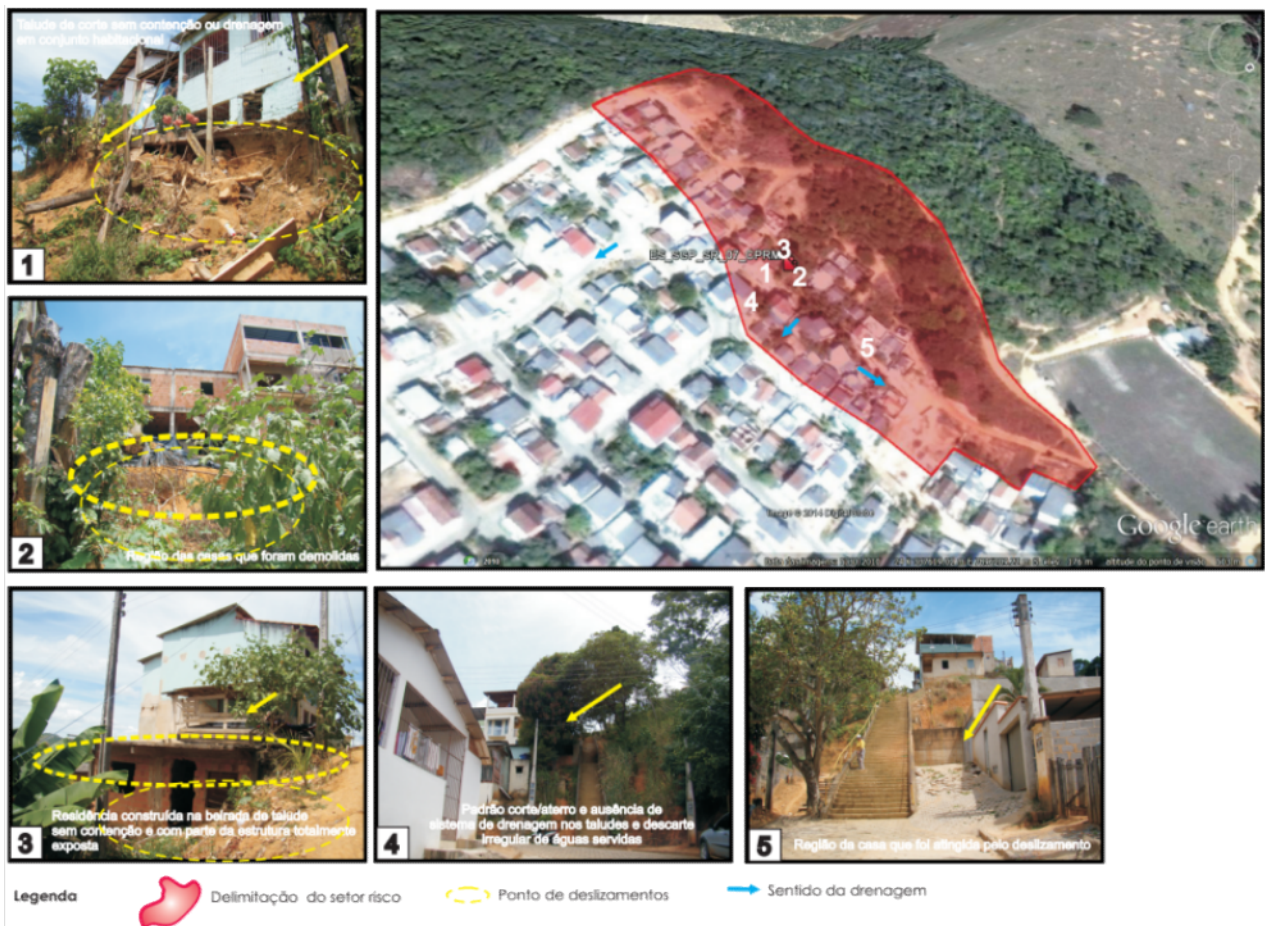 Talude de corte sem contenção ou drenagem
em conjunto habitacional
1
2
Região das casas que foram demolidas
3
2
1
4
5
Image © 2014
Google earth
2010
3
Residência construída na beirada de talude
sem contenção e com parte da estrutura totalmente
exposta
4
Padrão corte/aterro e ausência de
sistema de drenagem nos taludes e descarte
irregular de águas servidas
5
Região da casa que foi atingida pelo deslizamento
Legenda
Delimitação do setor risco
Ponto de deslizamentos
Sentido da drenagem